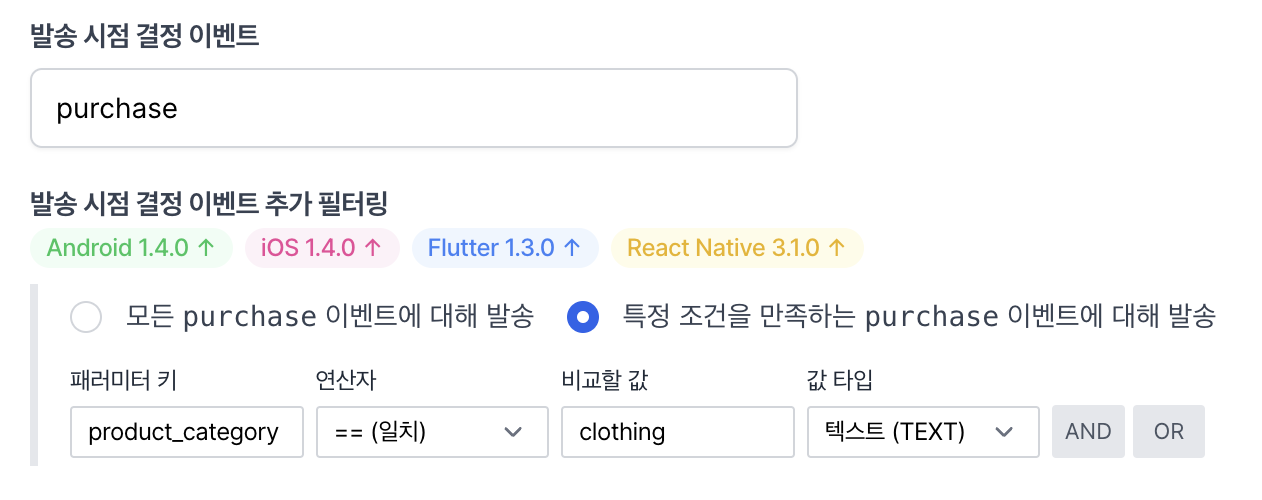 발송 시점 결정 이벤트
purchase
발송 시점 결정 이벤트 추가 필터링
Android 1.4.0 ↑ iOS 1.4.0 ↑ Flutter 1.3.0 ↑ React Native 3.1.0 ↑
모든 purchase 이벤트에 대해 발송 특정 조건을 만족하는 purchase 이벤트에 대해 발송
패러미터 키 연산자 비교할 값 값 타입
product_category == (일치) clothing 텍스트 (TEXT) AND OR